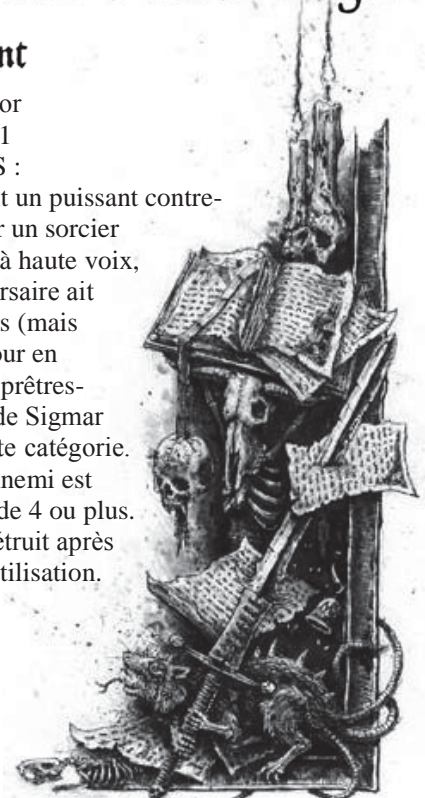 nt
or
1
S :
t un puissant contre-
r un sorcier
à haute voix,
rsaire ait
s (mais
our en
prêtres-
de Sigmar
te catégorie.
nemi est
de 4 ou plus.
étruit après
tilisation.